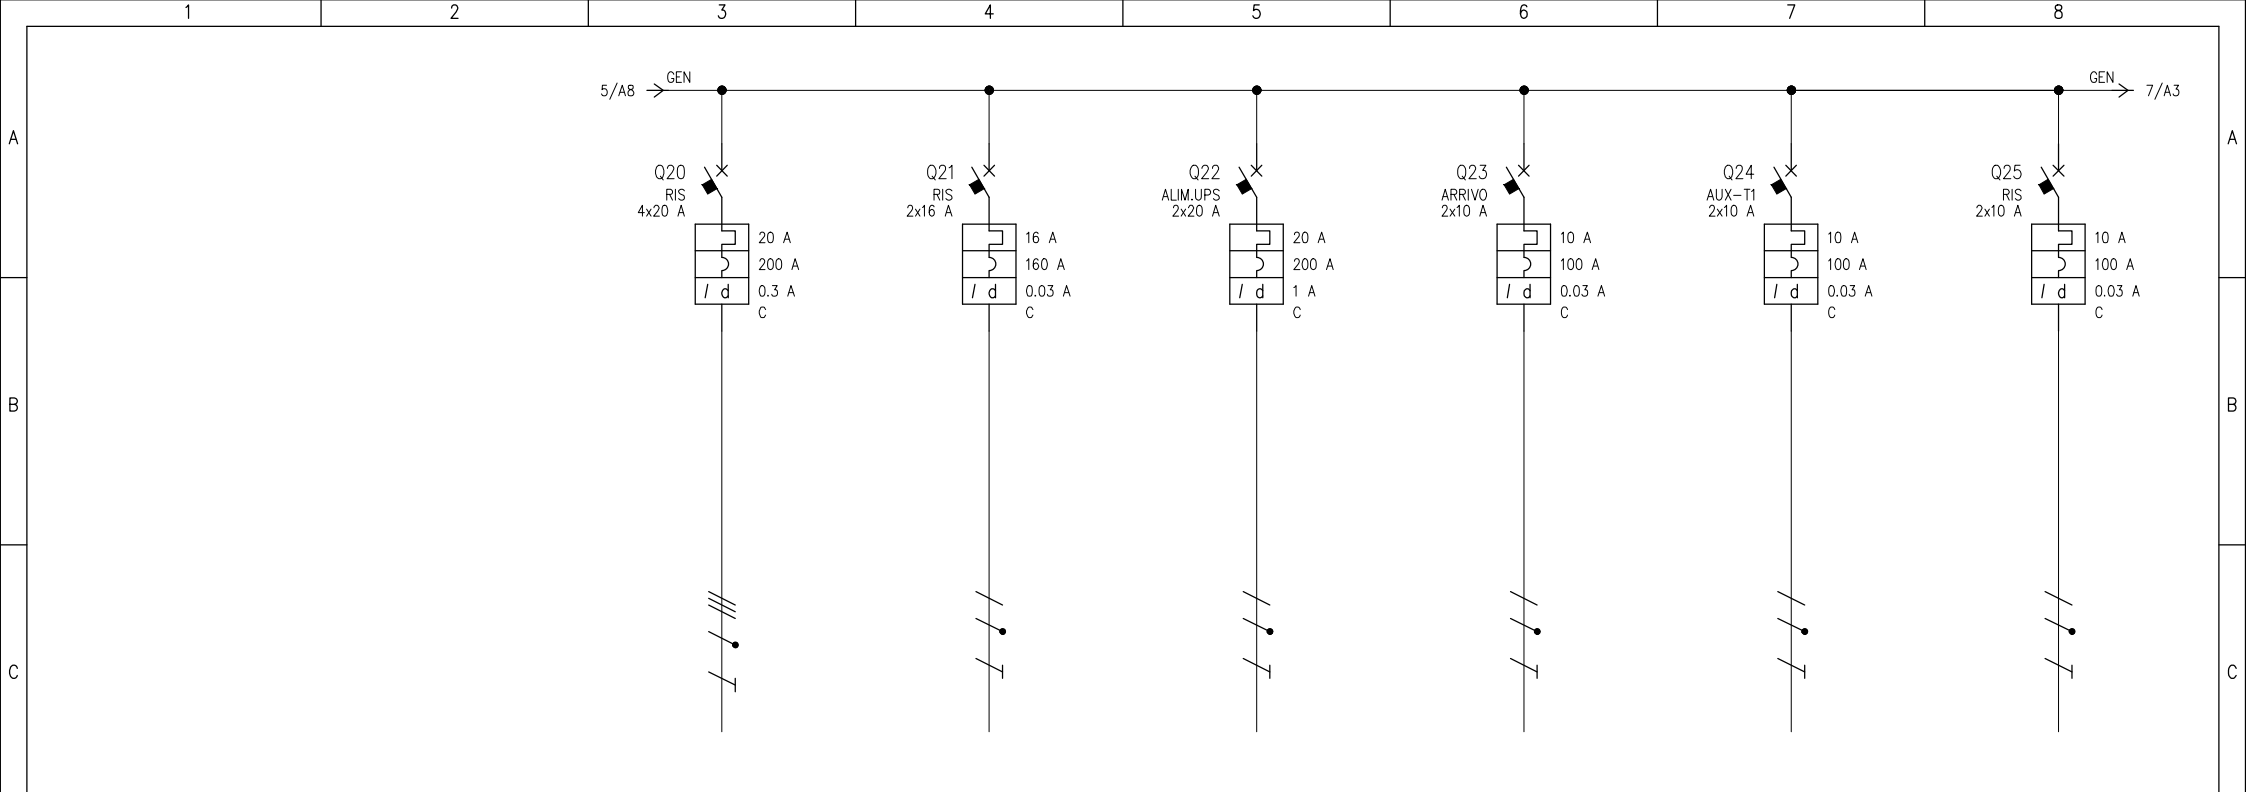 1 2 3 4 5 6 7 8
GEN GEN
5/A8 7/A3
A A
Q20 Q21 Q22 Q23 Q24 Q25
RIS RIS ALIM.UPS ARRIVO AUX-T1 RIS
4x20 A 2x16 A 2x20 A 2x10 A 2x10 A 2x10 A
20 A 16 A 20 A 10 A 10 A 10 A
200 A 160 A 200 A 100 A 100 A 100 A
I d 0.3 A I d 0.03 A I d 1 A I d 0.03 A I d 0.03 A I d 0.03 A
C C C C C C
B B
C C